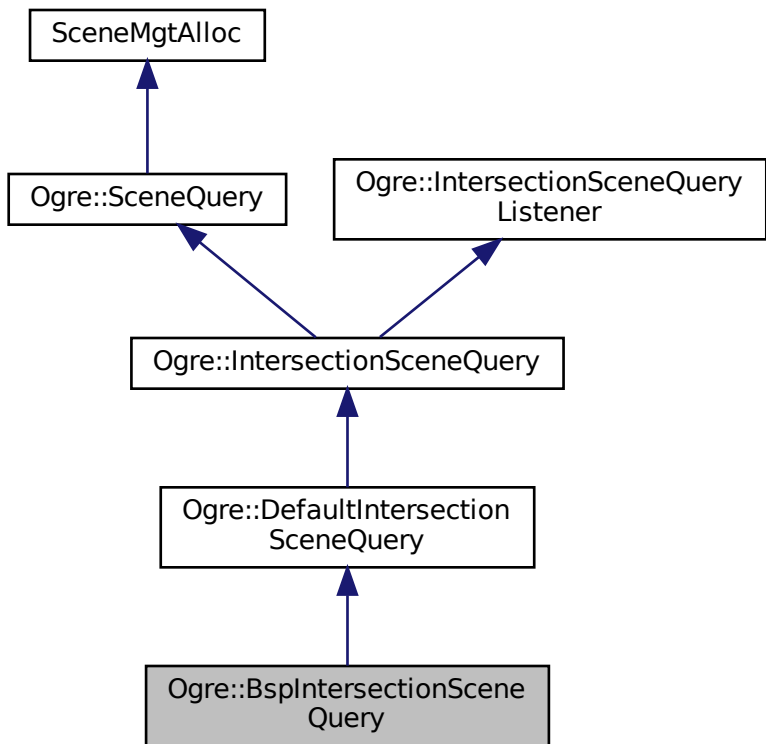 SceneMgtAlloc
Ogre::SceneQuery
Ogre::IntersectionSceneQuery
Listener
Ogre::IntersectionSceneQuery
Ogre::DefaultIntersection
SceneQuery
Ogre::BspIntersectionScene
Query